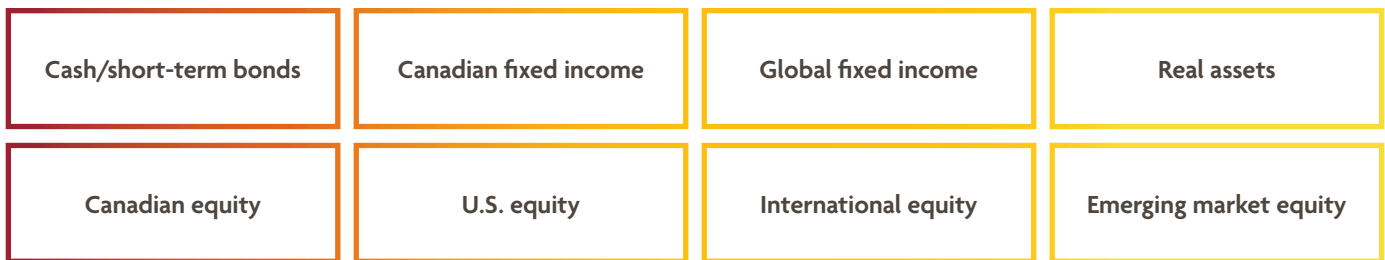 Cash/short-term bonds
Canadian fixed income
Global fixed income
Real assets
Canadian equity
U.S. equity
International equity
Emerging market equity